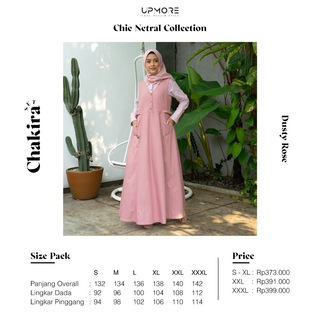 UPMORE
Chic Netral Collection
Chakira
Dusty Rose
Size Pack
S M L XL XXL XXXL
Panjang Overall : 132 134 136 138 140 142
Lingkar Dada : 92 96 100 104 108 112
Lingkar Pinggang : 94 98 102 106 110 114
Price
S - XL : Rp373.000
XXL : Rp391.000
XXXL : Rp399.000